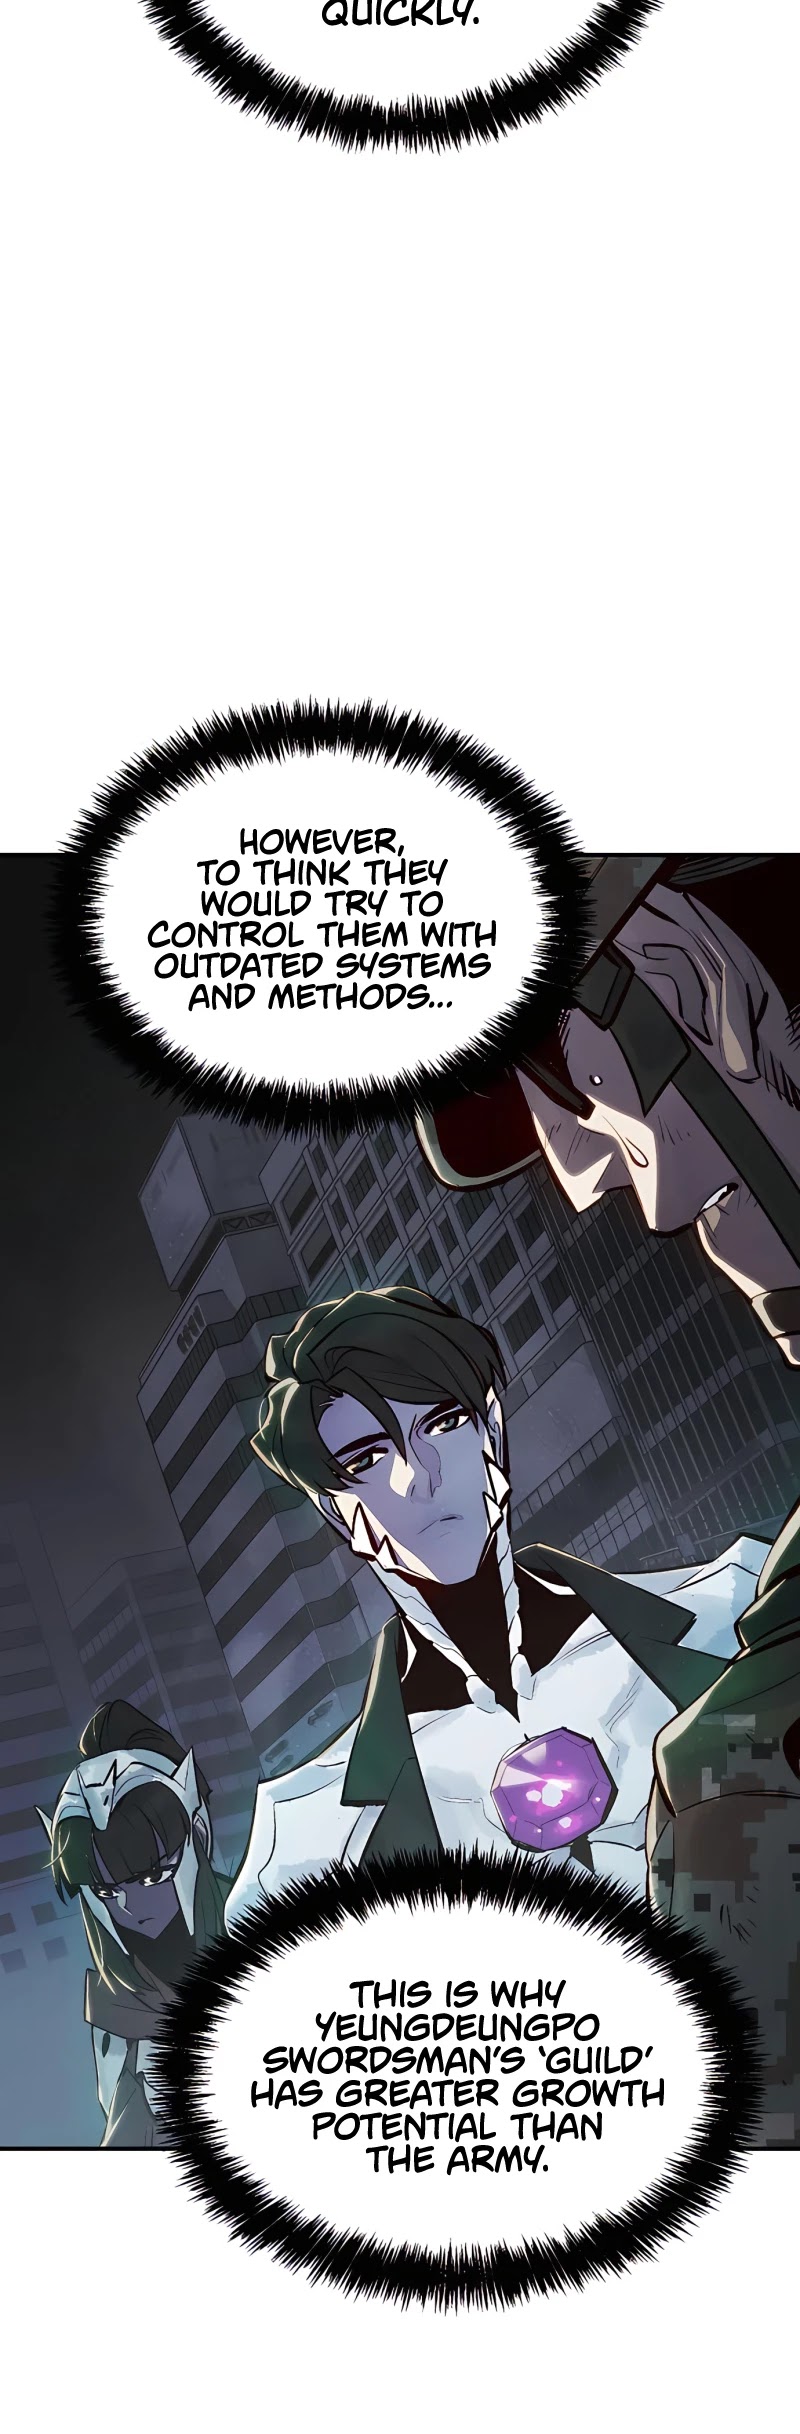 QUICKLY.
HOWEVER,
TO THINK THEY
WOULD TRY TO
CONTROL THEM WITH
OUTDATED SYSTEMS
AND METHODS...
THIS IS WHY
YEUNGDEUNGPO
SWORDSMAN'S 'GUILD'
HAS GREATER GROWTH
POTENTIAL THAN
THE ARMY.